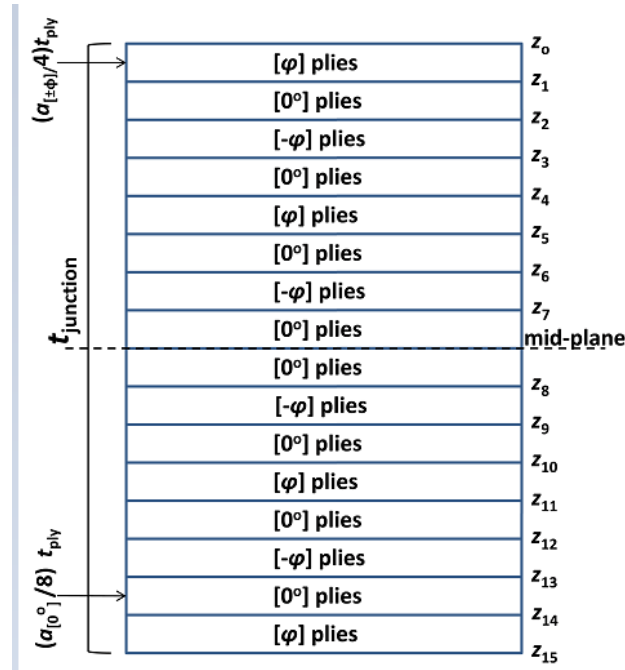 (a[±Φ]/4)tply
tjunction
(a[0°]/8) tply
zo
[φ] plies
z1
[0°] plies
z2
[-φ] plies
z3
[0°] plies
z4
[φ] plies
z5
[0°] plies
z6
[-φ] plies
z7
[0°] plies
mid-plane
[0°] plies
z8
[-φ] plies
z9
[0°] plies
z10
[φ] plies
z11
[0°] plies
z12
[-φ] plies
z13
[0°] plies
z14
[φ] plies
z15